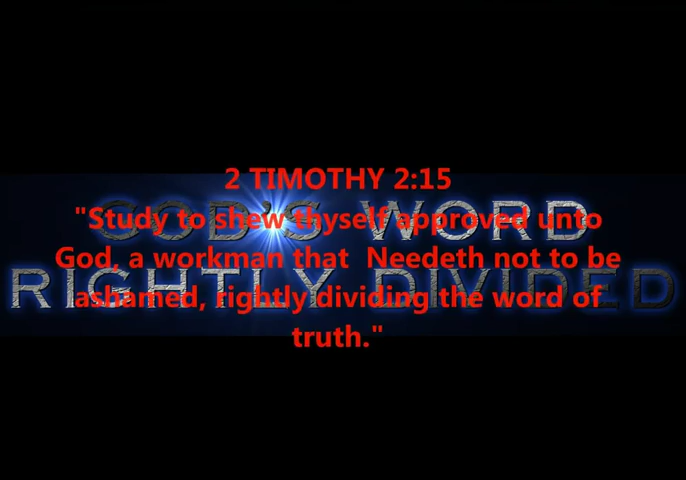 2 TIMOTHY 2:15
"Study to shew thyself approved unto
God, a workman that  Needeth not to be
ashamed, rightly dividing the word of
truth."
GOD'S WORD
RIGHTLY DIVIDED